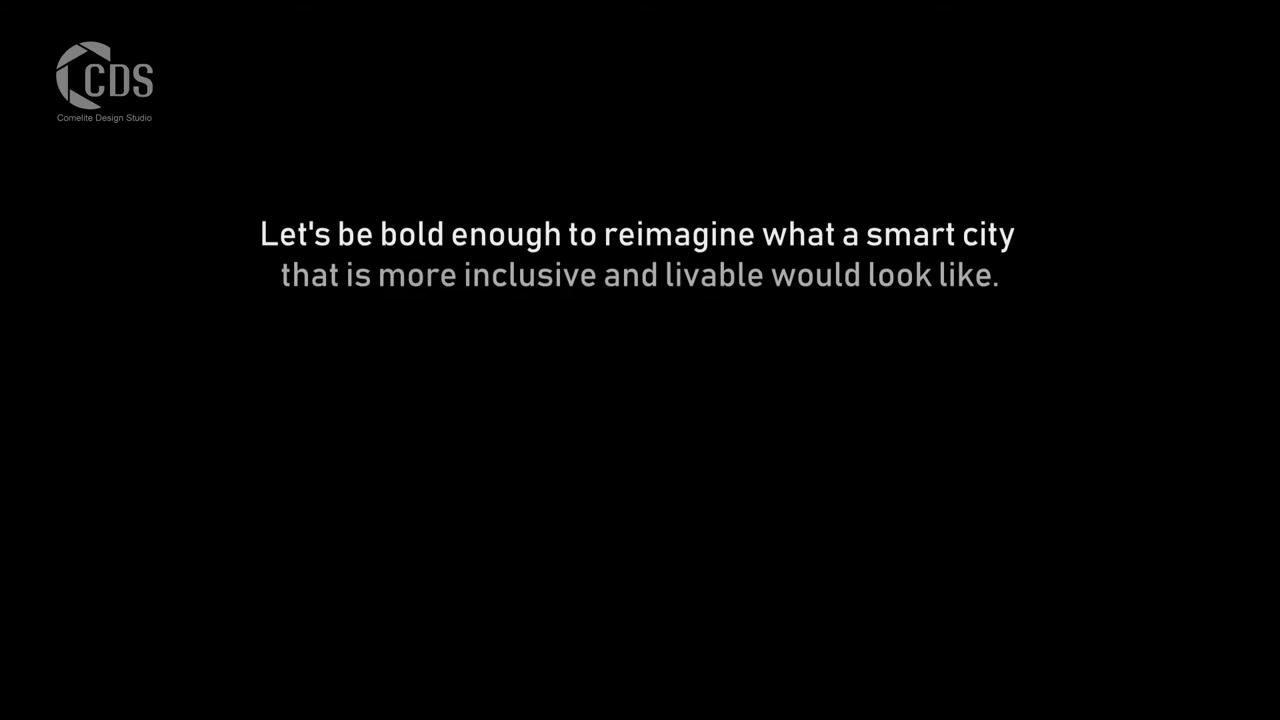 CDS
Comelite Design Studio
Let's be bold enough to reimagine what a smart city
that is more inclusive and livable would look like.